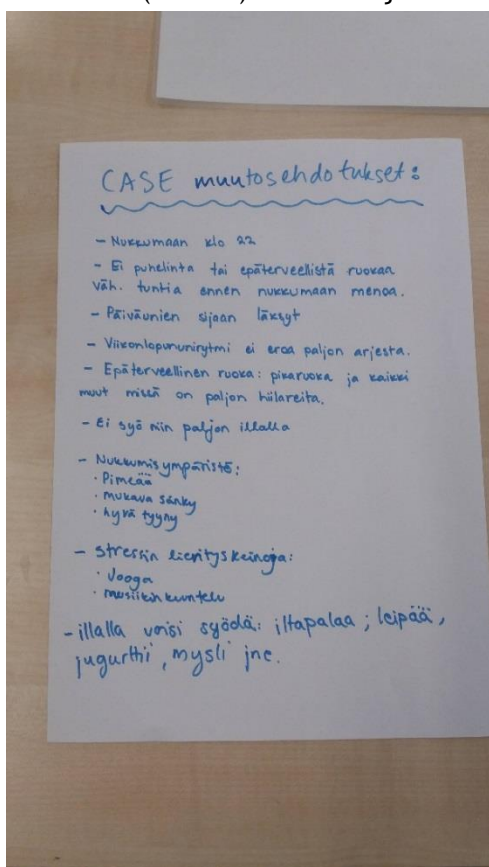 CASE muutosehdotukset:
- Nukkumaan klo 22
- Ei puhelinta tai epäterveellistä ruokaa
väh. tuntia ennen nukkumaan menoa.
- Päiväunien sijaan läksyt
- Viikonlopununirytmi ei eroa paljon arjesta.
- Epäterveellinen ruoka: pikaruoka ja kaikki
muut missä on paljon hiilareita.
- Ei syö niin paljon illalla
- Nukkumisympäristö:
· Pimeää
· mukava sänky
· hyvä tyyny
- stressin lievityskeinoja:
· Jooga
· musiikin kuuntelu
- illalla voisi syödä: iltapalaa; leipää,
jugurtti, mysli jne.